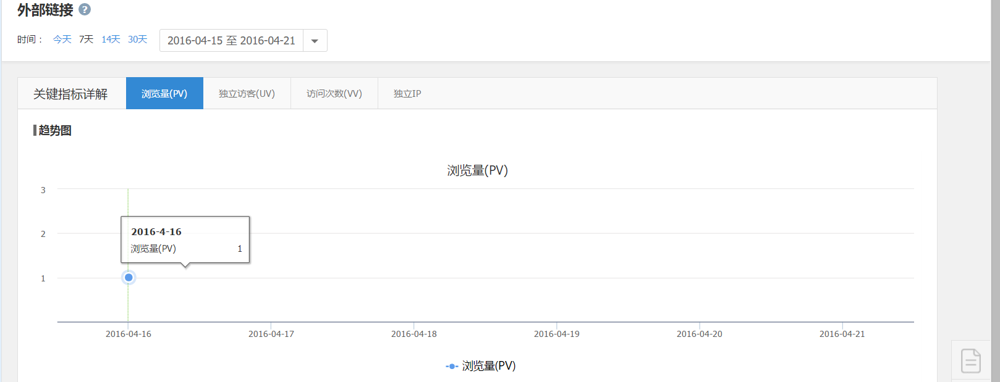 外部链接 ?
时间： 今天 7天 14天 30天 2016-04-15 至 2016-04-21
关键指标详解 浏览量(PV) 独立访客(UV) 访问次数(VV) 独立IP
趋势图
浏览量(PV)
3
2
1
2016-4-16
浏览量(PV) 1
2016-04-16 2016-04-17 2016-04-18 2016-04-19 2016-04-20 2016-04-21
浏览量(PV)